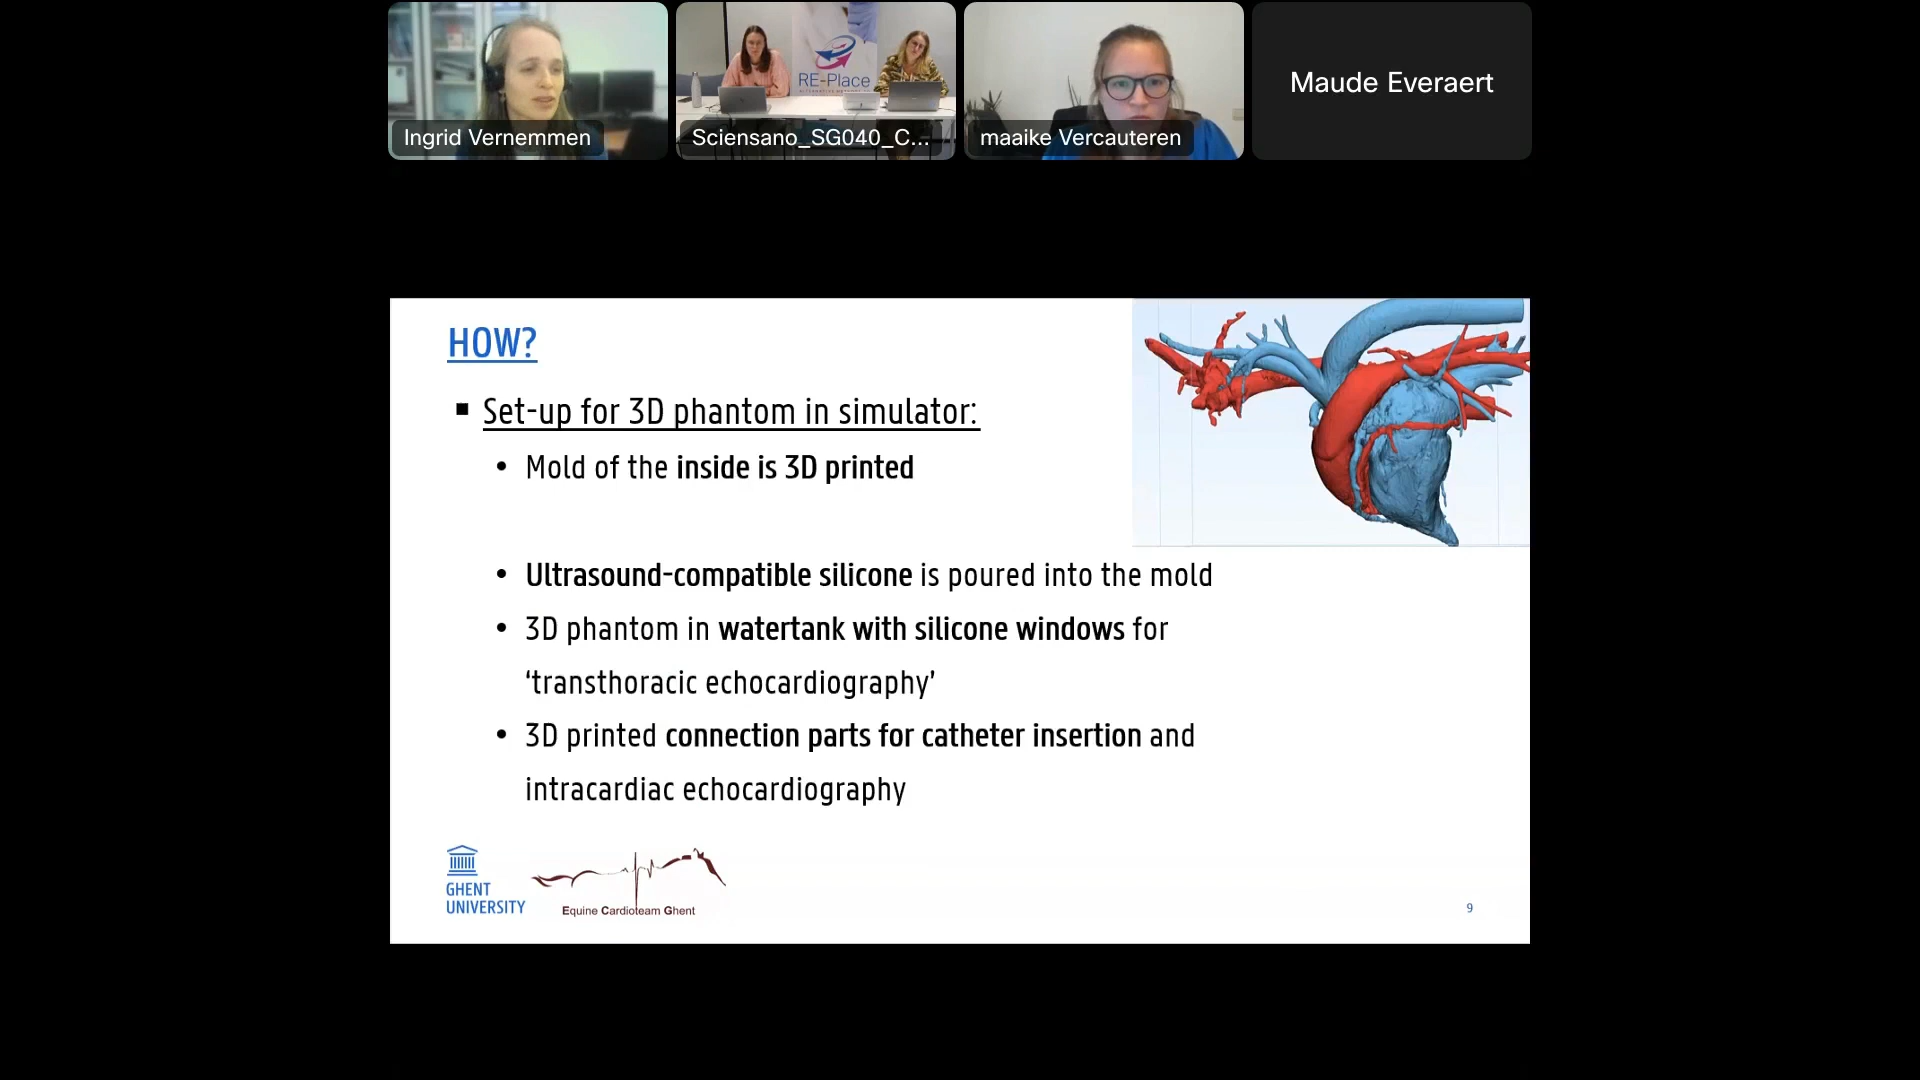 RE-Place
Ingrid Vernemmen
Sciensano_SG040_C...
maaike Vercauteren
Maude Everaert
HOW?
■ Set-up for 3D phantom in simulator:
• Mold of the inside is 3D printed
• Ultrasound-compatible silicone is poured into the mold
• 3D phantom in watertank with silicone windows for
‘transthoracic echocardiography’
• 3D printed connection parts for catheter insertion and
intracardiac echocardiography
GHENT
UNIVERSITY
Equine Cardioteam Ghent
9